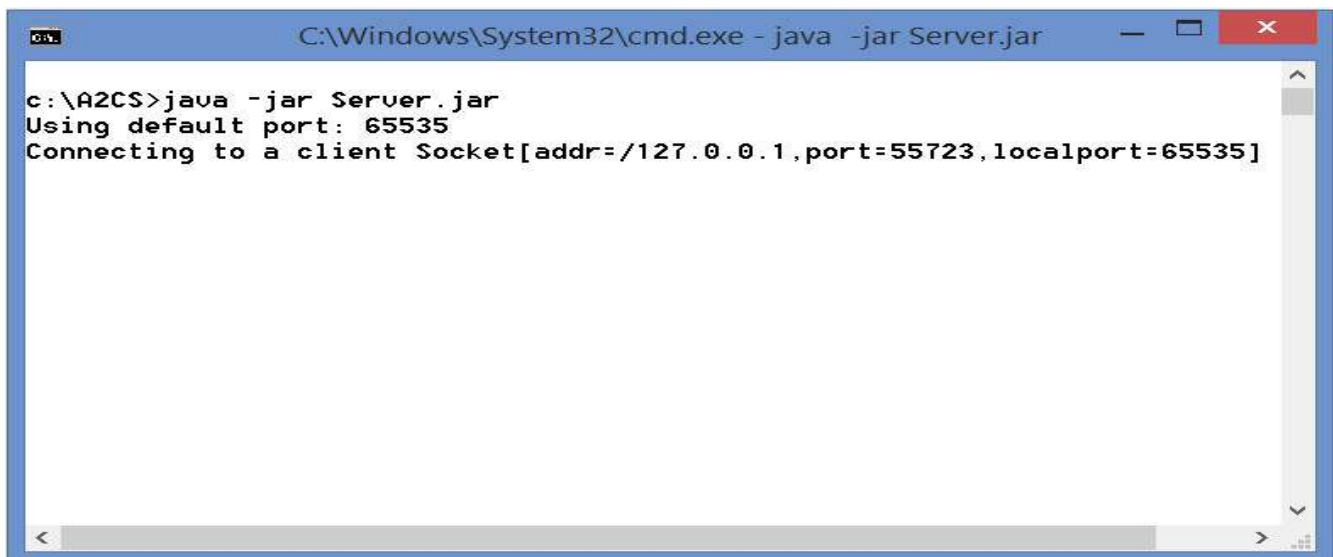 C:\Windows\System32\cmd.exe - java -jar Server.jar
c:\A2CS>java -jar Server.jar
Using default port: 65535
Connecting to a client Socket[addr=/127.0.0.1,port=55723,localport=65535]